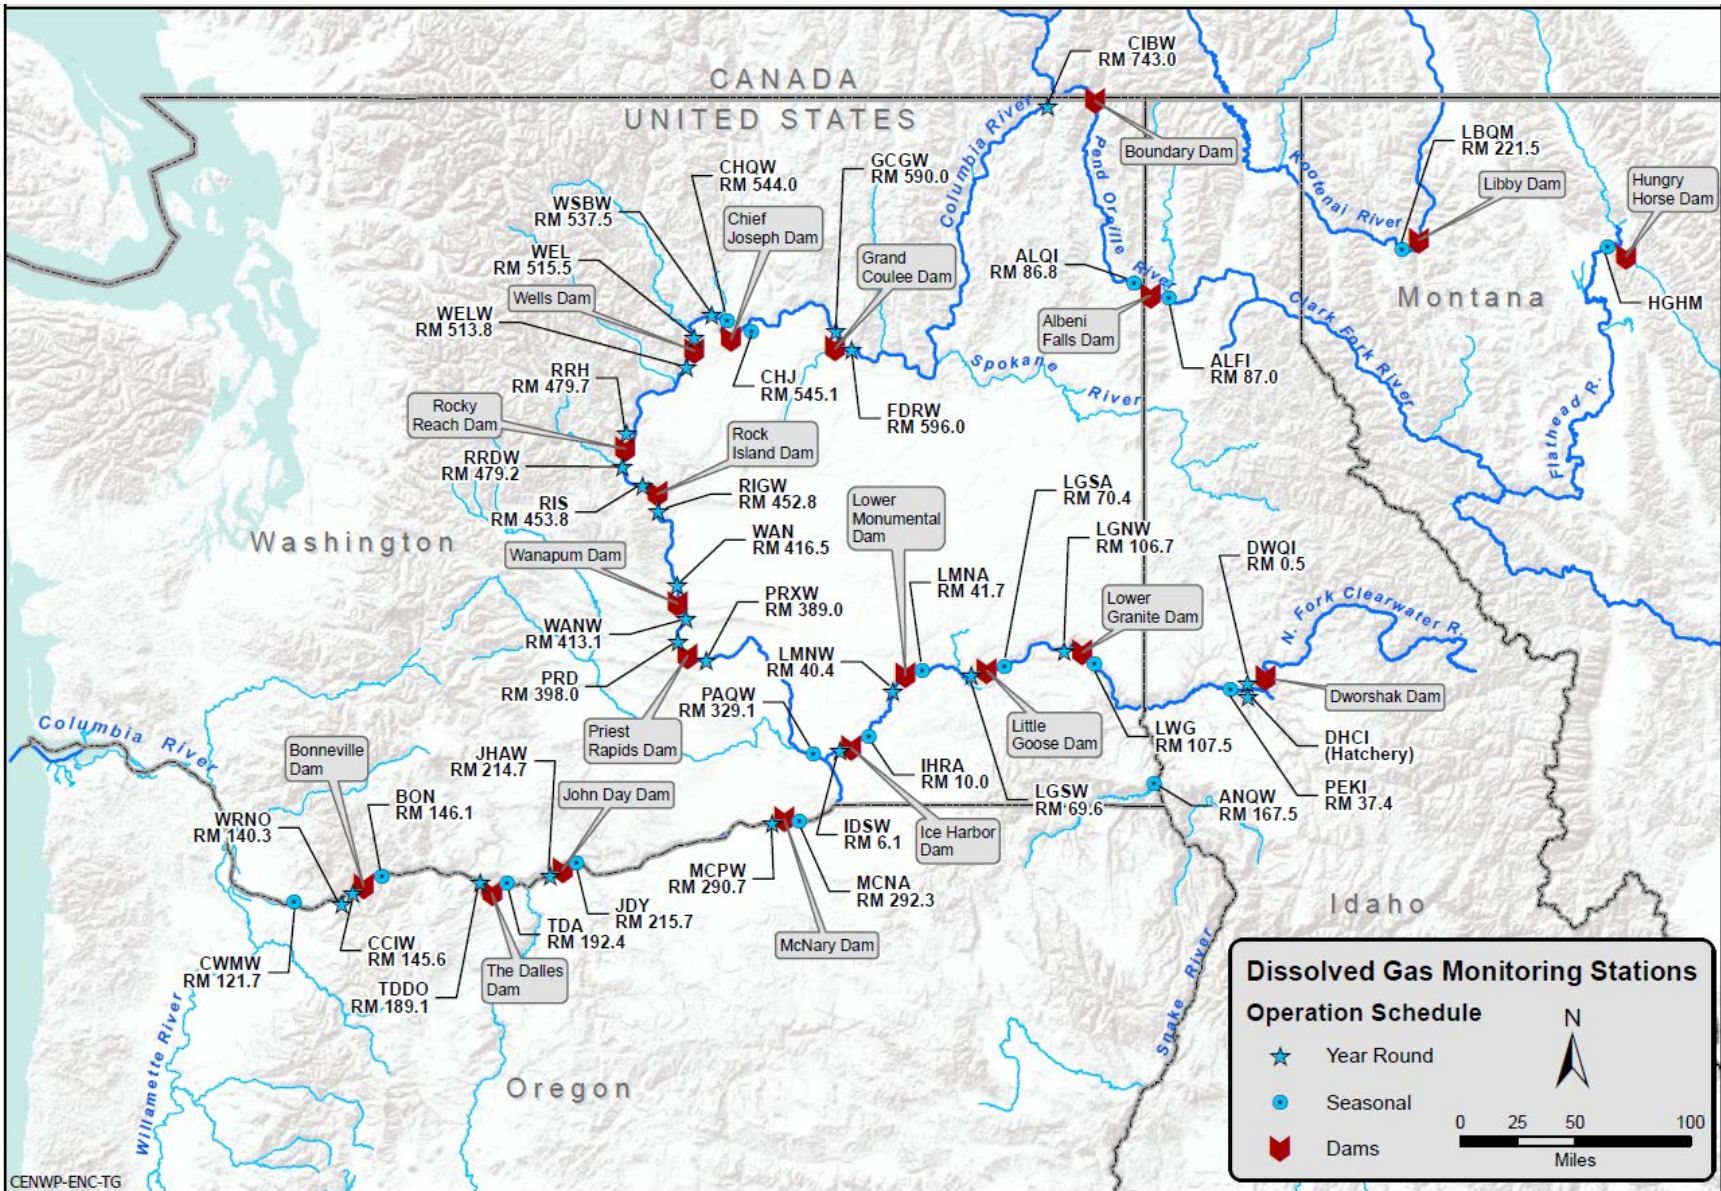 CIBW
RM 743.0
CANADA
UNITED STATES
Columbia River
Boundary Dam
Pend Oreille River
Kootenai River
LBQM
RM 221.5
Libby Dam
Hungry
Horse Dam
HGHM
Montana
CHQW
RM 544.0
GCGW
RM 590.0
WSBW
RM 537.5
Chief
Joseph Dam
WEL
RM 515.5
Grand
Coulee Dam
Wells Dam
WELW
RM 513.8
ALQI
RM 86.8
Albeni
Falls Dam
ALFI
RM 87.0
Clark Fork River
Flathead R.
Spokane River
RRH
RM 479.7
CHJ
RM 545.1
FDRW
RM 596.0
Rocky
Reach Dam
Rock
Island Dam
RRDW
RM 479.2
RIS
RM 453.8
RIGW
RM 452.8
Washington
WAN
RM 416.5
Wanapum Dam
Lower
Monumental
Dam
LGSA
RM 70.4
LGNW
RM 106.7
DWQI
RM 0.5
LMNA
RM 41.7
Lower
Granite Dam
N. Fork Clearwater R.
PRXW
RM 389.0
WANW
RM 413.1
PRD
RM 398.0
LMNW
RM 40.4
PAQW
RM 329.1
Priest
Rapids Dam
Little
Goose Dam
Dworshak Dam
LWG
RM 107.5
DHCI
(Hatchery)
IHRA
RM 10.0
LGSW
RM 69.6
ANQW
RM 167.5
PEKI
RM 37.4
Columbia River
Bonneville
Dam
JHAW
RM 214.7
John Day Dam
BON
RM 146.1
WRNO
RM 140.3
IDSW
RM 6.1
Ice Harbor
Dam
MCPW
RM 290.7
MCNA
RM 292.3
JDY
RM 215.7
TDA
RM 192.4
McNary Dam
CCIW
RM 145.6
CWMW
RM 121.7
TDDO
RM 189.1
The Dalles
Dam
Idaho
Snake River
Willamette River
Oregon
Dissolved Gas Monitoring Stations
Operation Schedule
Year Round
Seasonal
Dams
N
0 25 50 100
Miles
CENWP-ENC-TG